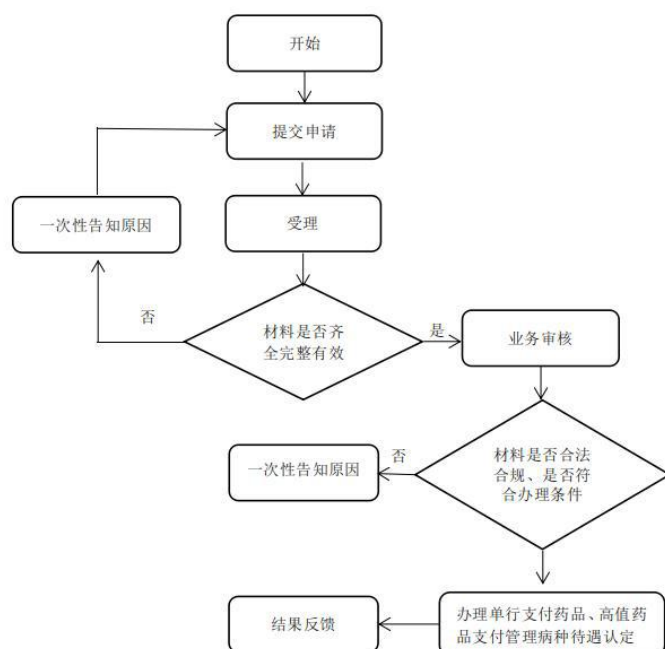 开始
提交申请
一次性告知原因
受理
否
材料是否齐
全完整有效
是
业务审核
一次性告知原因
否
材料是否合法
合规、是否符
合办理条件
结果反馈
办理单行支付药品、高值药
品支付管理病种待遇认定